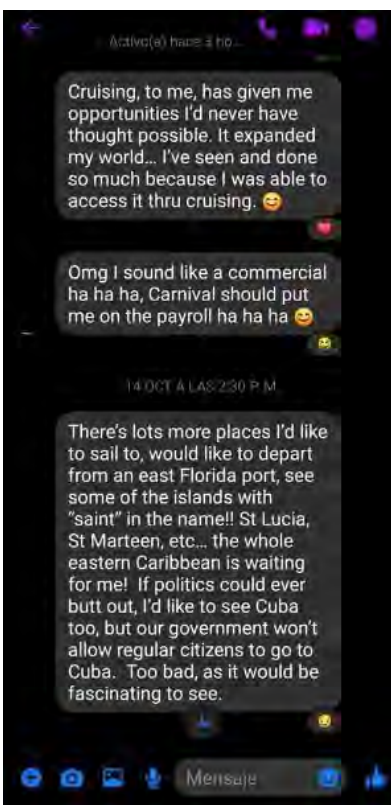 Activo(a) hace 3 ho...
Cruising, to me, has given me
opportunities I'd never have
thought possible. It expanded
my world... I've seen and done
so much because I was able to
access it thru cruising. 😊
Omg I sound like a commercial
ha ha ha, Carnival should put
me on the payroll ha ha ha 😄
14 OCT A LAS 2:30 P.M.
There's lots more places I'd like
to sail to, would like to depart
from an east Florida port, see
some of the islands with
"saint" in the name!! St Lucia,
St Marteen, etc... the whole
eastern Caribbean is waiting
for me! If politics could ever
butt out, I'd like to see Cuba
too, but our government won't
allow regular citizens to go to
Cuba. Too bad, as it would be
fascinating to see.
Mensaje